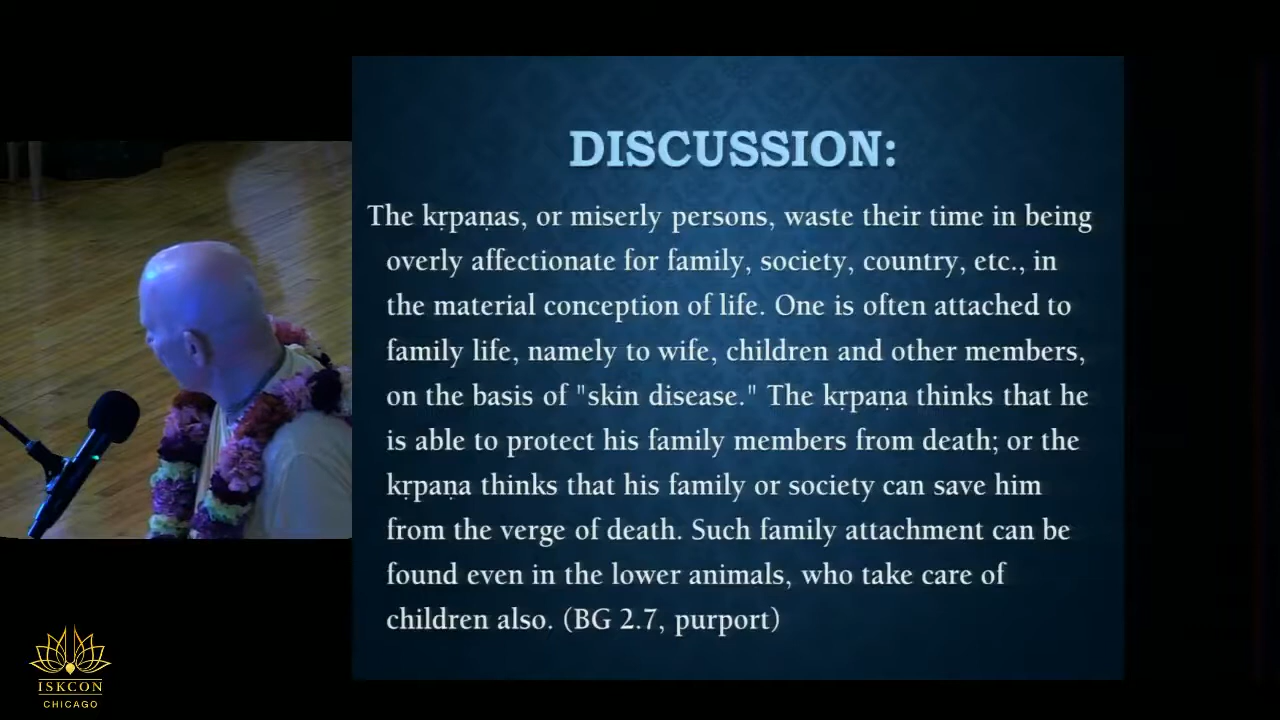 DISCUSSION:
The kṛpaṇas, or miserly persons, waste their time in being
overly affectionate for family, society, country, etc., in
the material conception of life. One is often attached to
family life, namely to wife, children and other members,
on the basis of "skin disease." The kṛpaṇa thinks that he
is able to protect his family members from death; or the
kṛpaṇa thinks that his family or society can save him
from the verge of death. Such family attachment can be
found even in the lower animals, who take care of
children also. (BG 2.7, purport)
ISKCON
CHICAGO